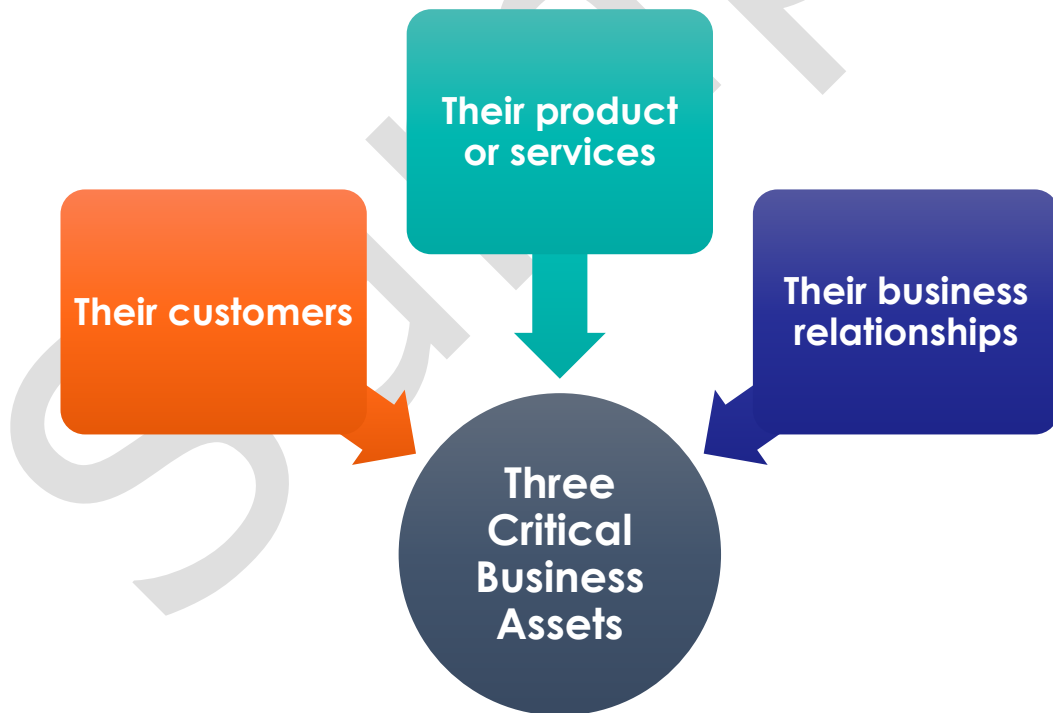 Their product
or services
Their customers
Their business
relationships
Three
Critical
Business
Assets